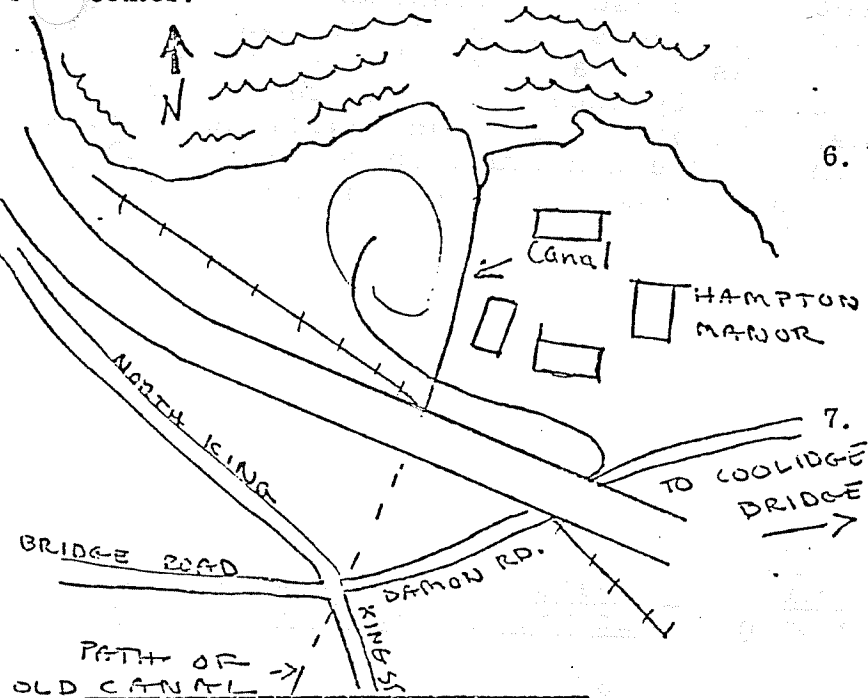 N
6.
Canal
HAMPTON
MANOR
7.
TO COOLIDGE
BRIDGE
NORTH KING
BRIDGE ROAD
DAMON RD.
KING ST
PATH OF
OLD CANAL